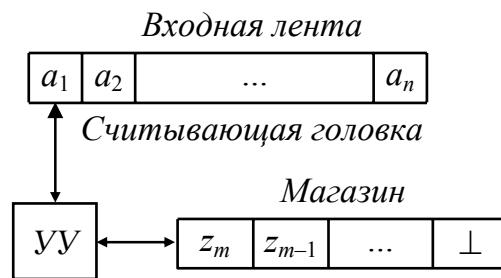 Входная лента
a1 a2 ... an
Считывающая головка
Магазин
УУ
zm zm–1 ... ⊥